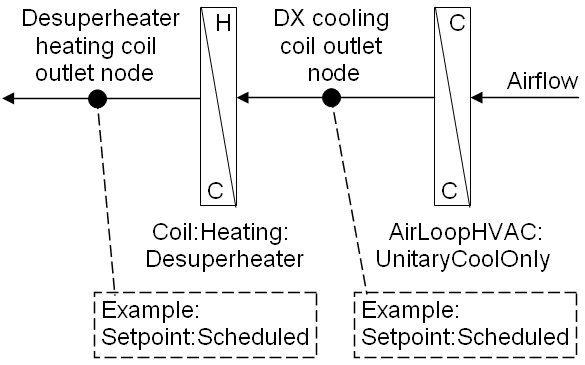 Desuperheater
heating coil
outlet node
H
C
DX cooling
coil outlet
node
C
C
Airflow
Coil:Heating:
Desuperheater
AirLoopHVAC:
UnitaryCoolOnly
Example:
Setpoint:Scheduled
Example:
Setpoint:Scheduled